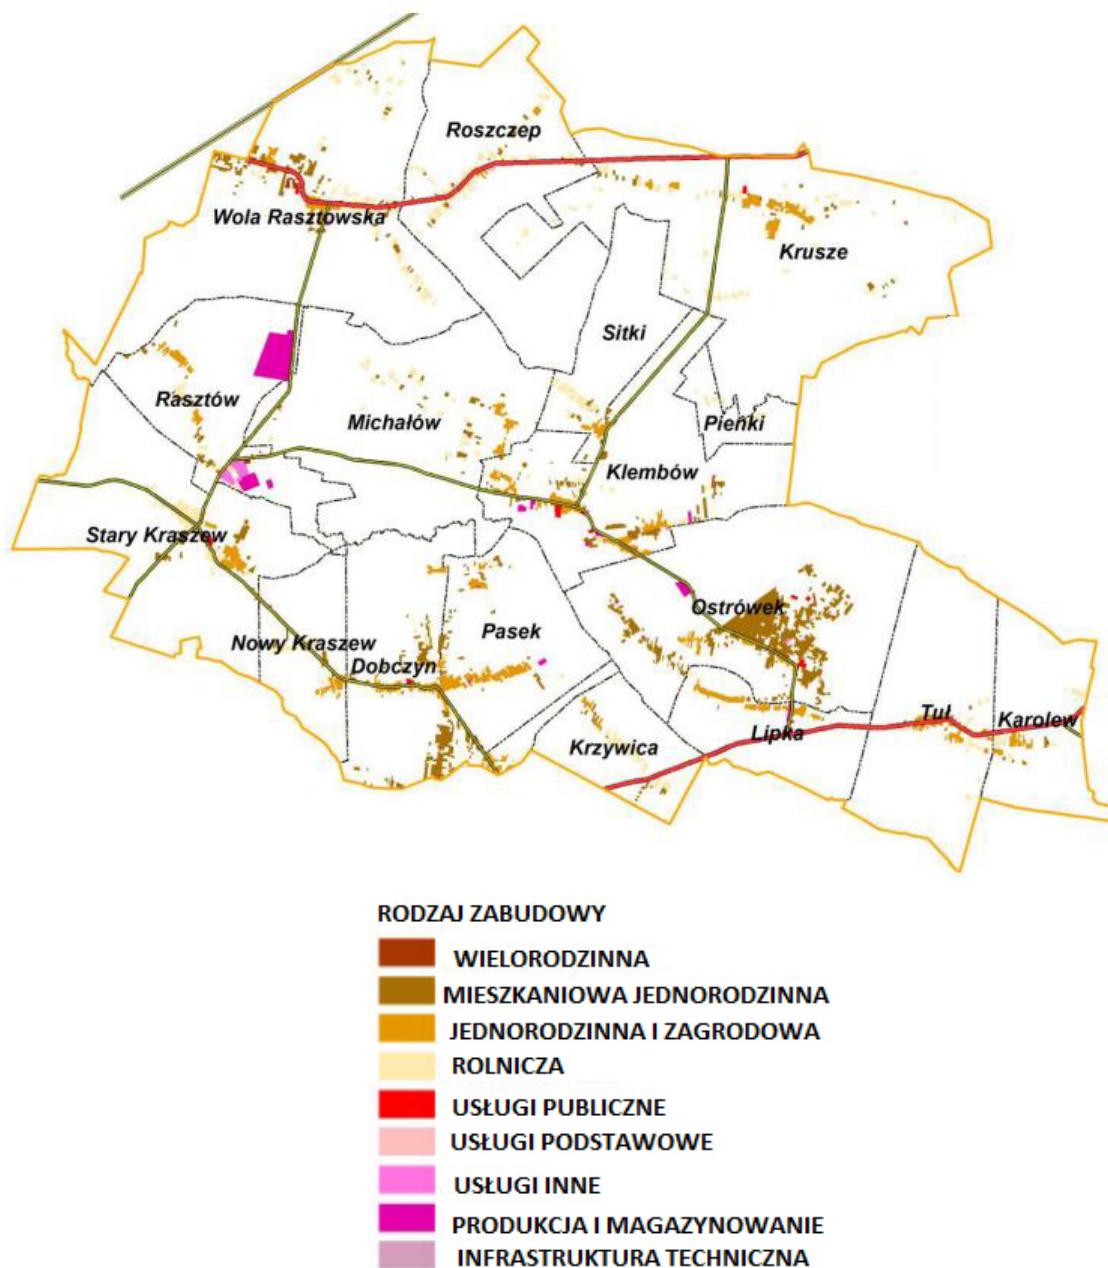 Roszczep
Wola Rasztowska
Krusze
Sitki
Rasztów
Michałów
Pieńki
Klembów
Stary Kraszew
Ostrówek
Nowy Kraszew
Pasek
Dobczyn
Tuł
Karolew
Lipka
Krzywica
RODZAJ ZABUDOWY
WIELORODZINNA
MIESZKANIOWA JEDNORODZINNA
JEDNORODZINNA I ZAGRODOWA
ROLNICZA
USŁUGI PUBLICZNE
USŁUGI PODSTAWOWE
USŁUGI INNE
PRODUKCJA I MAGAZYNOWANIE
INFRASTRUKTURA TECHNICZNA